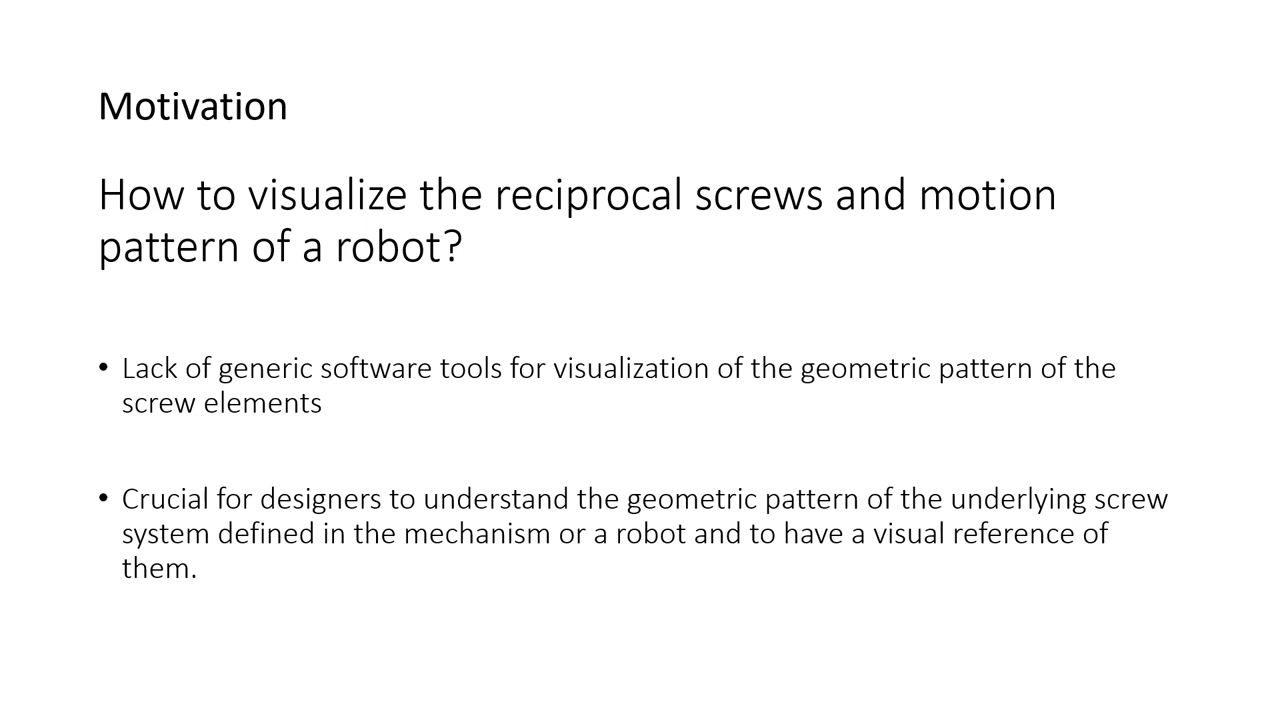 Motivation
How to visualize the reciprocal screws and motion
pattern of a robot?
• Lack of generic software tools for visualization of the geometric pattern of the
screw elements
• Crucial for designers to understand the geometric pattern of the underlying screw
system defined in the mechanism or a robot and to have a visual reference of
them.